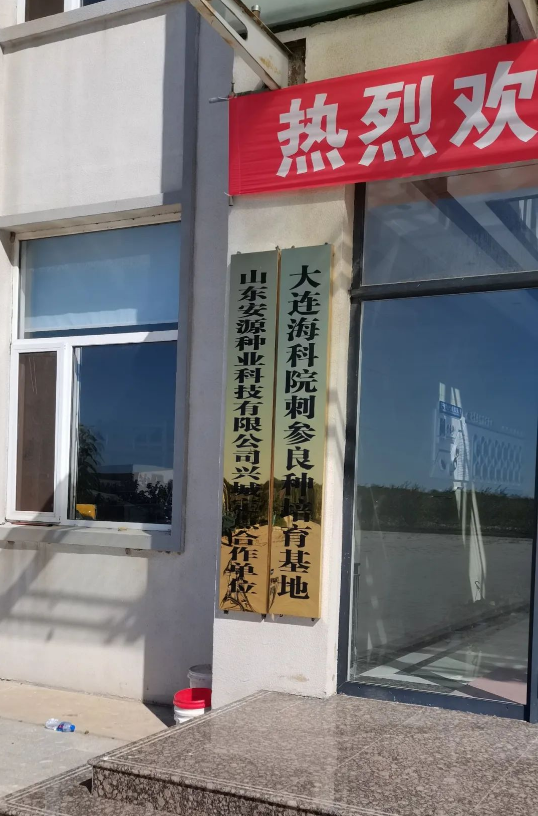 热烈欢
大连海科院刺参良种培育基地
山东安源种业科技有限公司兴城合作单位